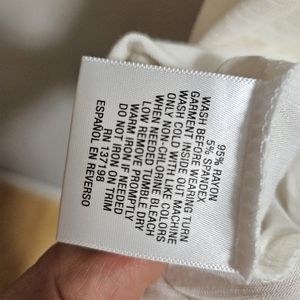 95% RAYON
5% SPANDEX
WASH BEFORE WEARING TURN
GARMENT INSIDE OUT MACHINE
WASH COLD WITH LIKE COLORS
ONLY NON-CHLORINE BLEACH
WHEN NEEDED TUMBLE DRY
LOW REMOVE PROMPTLY
WARM IRON IF NEEDED
DO NOT IRON ON TRIM
RN 137198
ESPAÑOL EN REVERSO